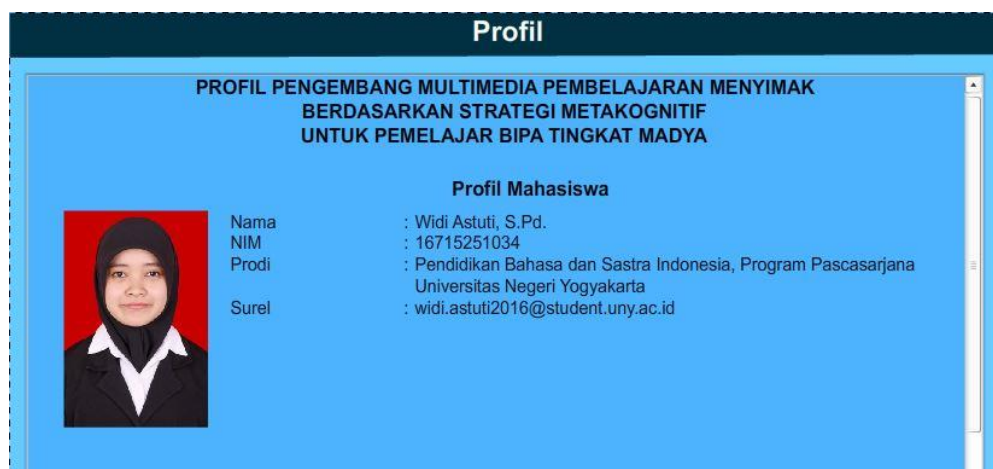 Profil
PROFIL PENGEMBANG MULTIMEDIA PEMBELAJARAN MENYIMAK
BERDASARKAN STRATEGI METAKOGNITIF
UNTUK PEMELAJAR BIPA TINGKAT MADYA
Profil Mahasiswa
Nama : Widi Astuti, S.Pd.
NIM : 16715251034
Prodi : Pendidikan Bahasa dan Sastra Indonesia, Program Pascasarjana
Universitas Negeri Yogyakarta
Surel : widi.astuti2016@student.uny.ac.id